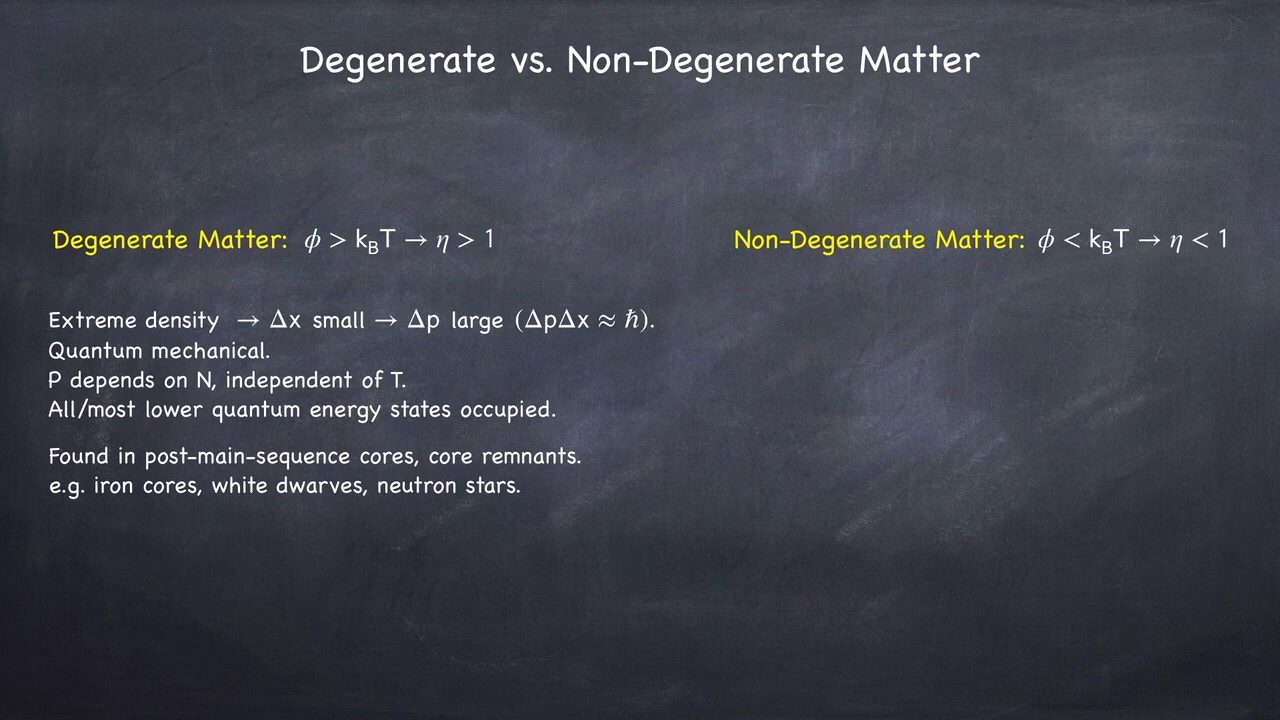 Degenerate vs. Non-Degenerate Matter
Degenerate Matter: ϕ > k_BT → η > 1
Non-Degenerate Matter: ϕ < k_BT → η < 1
Extreme density → Δx small → Δp large (ΔpΔx ≈ ℏ).
Quantum mechanical.
P depends on N, independent of T.
All/most lower quantum energy states occupied.
Found in post-main-sequence cores, core remnants.
e.g. iron cores, white dwarves, neutron stars.